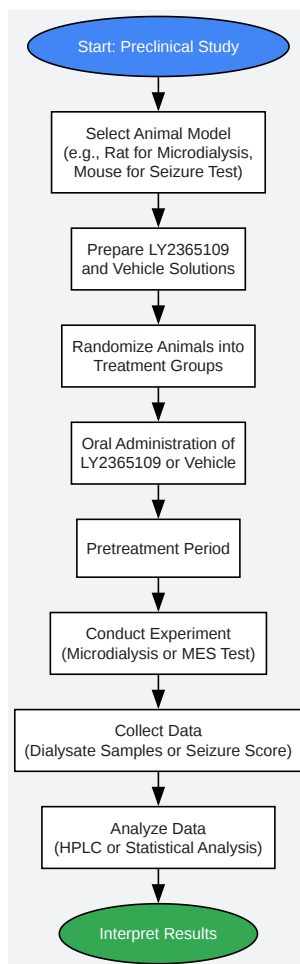 Start: Preclinical Study
Select Animal Model
(e.g., Rat for Microdialysis,
Mouse for Seizure Test)
Prepare LY2365109
and Vehicle Solutions
Randomize Animals into
Treatment Groups
Oral Administration of
LY2365109 or Vehicle
Pretreatment Period
Conduct Experiment
(Microdialysis or MES Test)
Collect Data
(Dialysate Samples or Seizure Score)
Analyze Data
(HPLC or Statistical Analysis)
Interpret Results